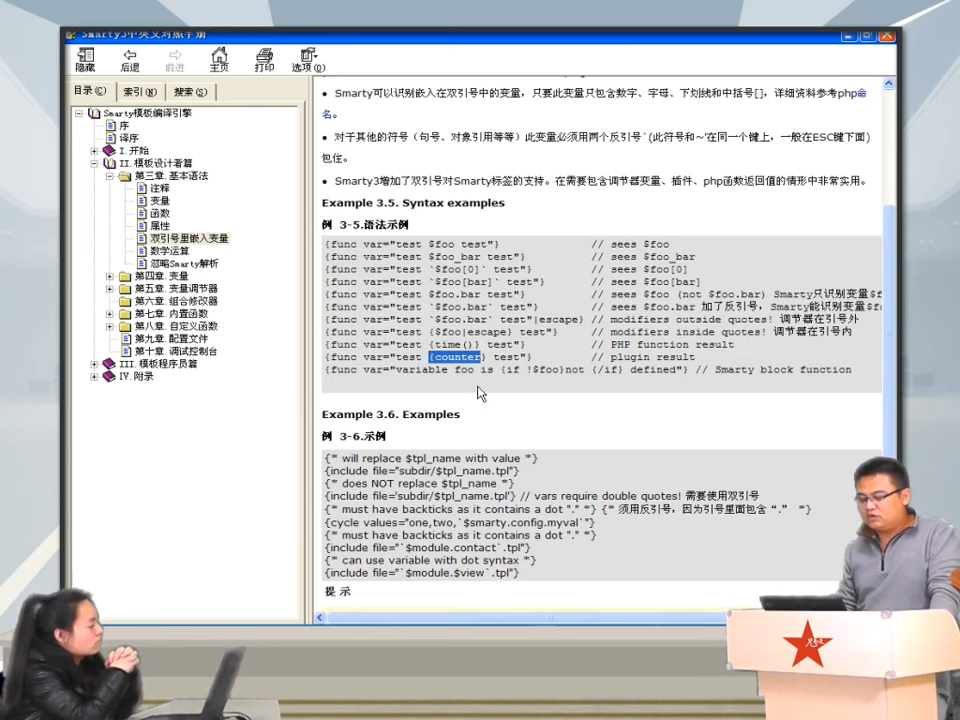 Smarty3中英文对照手册
隐藏 后退 前进 主页 打印 选项(O)
目录(C) 索引(N) 搜索(S)
Smarty模板编译引擎
序
译序
I.开始
II.模板设计者篇
第三章.基本语法
注释
变量
函数
属性
双引号里嵌入变量
数学运算
忽略Smarty解析
第四章.变量
第五章.变量调节器
第六章.组合修改器
第七章.内置函数
第八章.自定义函数
第九章.配置文件
第十章.调试控制台
III.模板程序员篇
IV.附录
• Smarty可以识别嵌入在双引号中的变量，只要此变量只包含数字、字母、下划线和中括号[]，详细资料参考php命
名。
• 对于其他的符号（句号、对象引用等等）此变量必须用两个反引号`(此符号和~'在同一个键上，一般在ESC键下面)
包住。
• Smarty3增加了双引号对Smarty标签的支持。在需要包含调节器变量、插件、php函数返回值的情形中非常实用。
Example 3.5. Syntax examples
例 3-5.语法示例
{func var="test $foo test"} // sees $foo
{func var="test $foo_bar test"} // sees $foo_bar
{func var="test `$foo[0]` test"} // sees $foo[0]
{func var="test `$foo[bar]` test"} // sees $foo[bar]
{func var="test $foo.bar test"} // sees $foo (not $foo.bar) Smarty只识别变量$f
{func var="test `$foo.bar` test"} // sees $foo.bar 加了反引号，Smarty能识别变量$f
{func var="test `$foo.bar` test"|escape} // modifiers outside quotes! 调节器在引号外
{func var="test {$foo|escape} test"} // modifiers inside quotes! 调节器在引号内
{func var="test {time()} test"} // PHP function result
{func var="test {counter} test"} // plugin result
{func var="variable foo is {if !$foo}not {/if} defined"} // Smarty block function
Example 3.6. Examples
例 3-6.示例
{* will replace $tpl_name with value *}
{include file="subdir/$tpl_name.tpl"}
{* does NOT replace $tpl_name *}
{include file='subdir/$tpl_name.tpl'} // vars require double quotes! 需要使用双引号
{* must have backticks as it contains a dot "." *} {* 须用反引号，因为引号里面包含“.” *}
{cycle values="one,two,`$smarty.config.myval`"}
{* must have backticks as it contains a dot "." *}
{include file="`$module.contact`.tpl"}
{* can use variable with dot syntax *}
{include file="`$module.$view`.tpl"}
提示